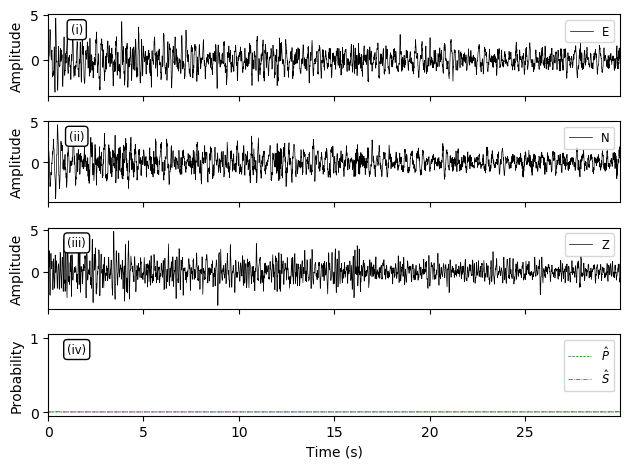 5
(i)
E
Amplitude
0
5
(ii)
N
Amplitude
0
5
(iii)
Z
Amplitude
0
1
(iv)
P̂
Ŝ
Probability
0
0 5 10 15 20 25
Time (s)